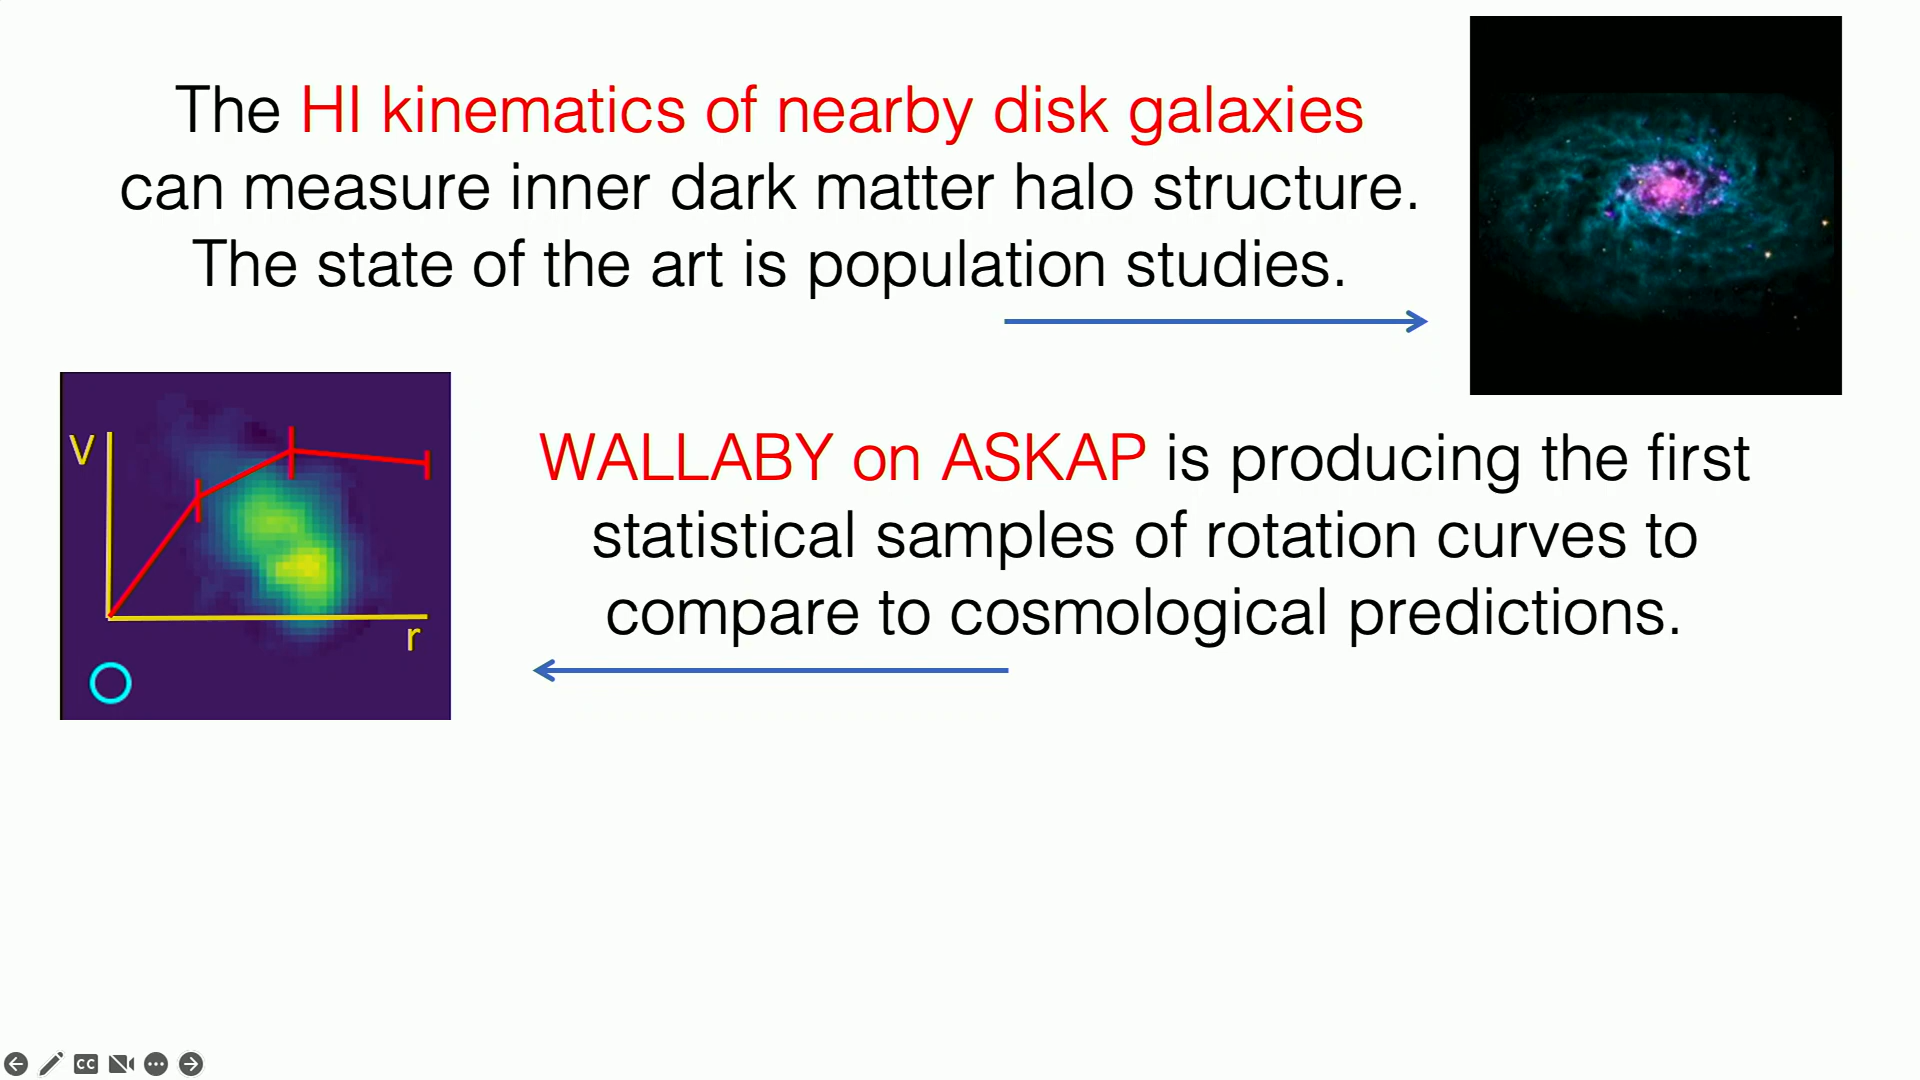 The HI kinematics of nearby disk galaxies
can measure inner dark matter halo structure.
The state of the art is population studies.
V
r
WALLABY on ASKAP is producing the first
statistical samples of rotation curves to
compare to cosmological predictions.
CC